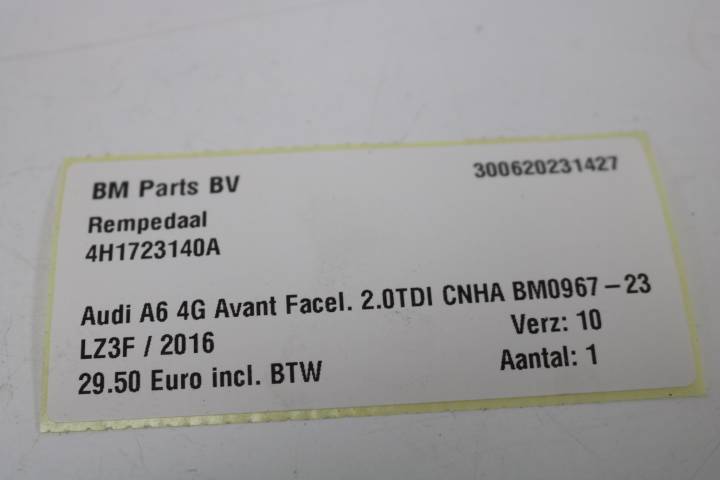 BM Parts BV 300620231427
Rempedaal
4H1723140A
Audi A6 4G Avant Facel. 2.0TDI CNHA BM0967-23
LZ3F / 2016 Verz: 10
29.50 Euro incl. BTW Aantal: 1